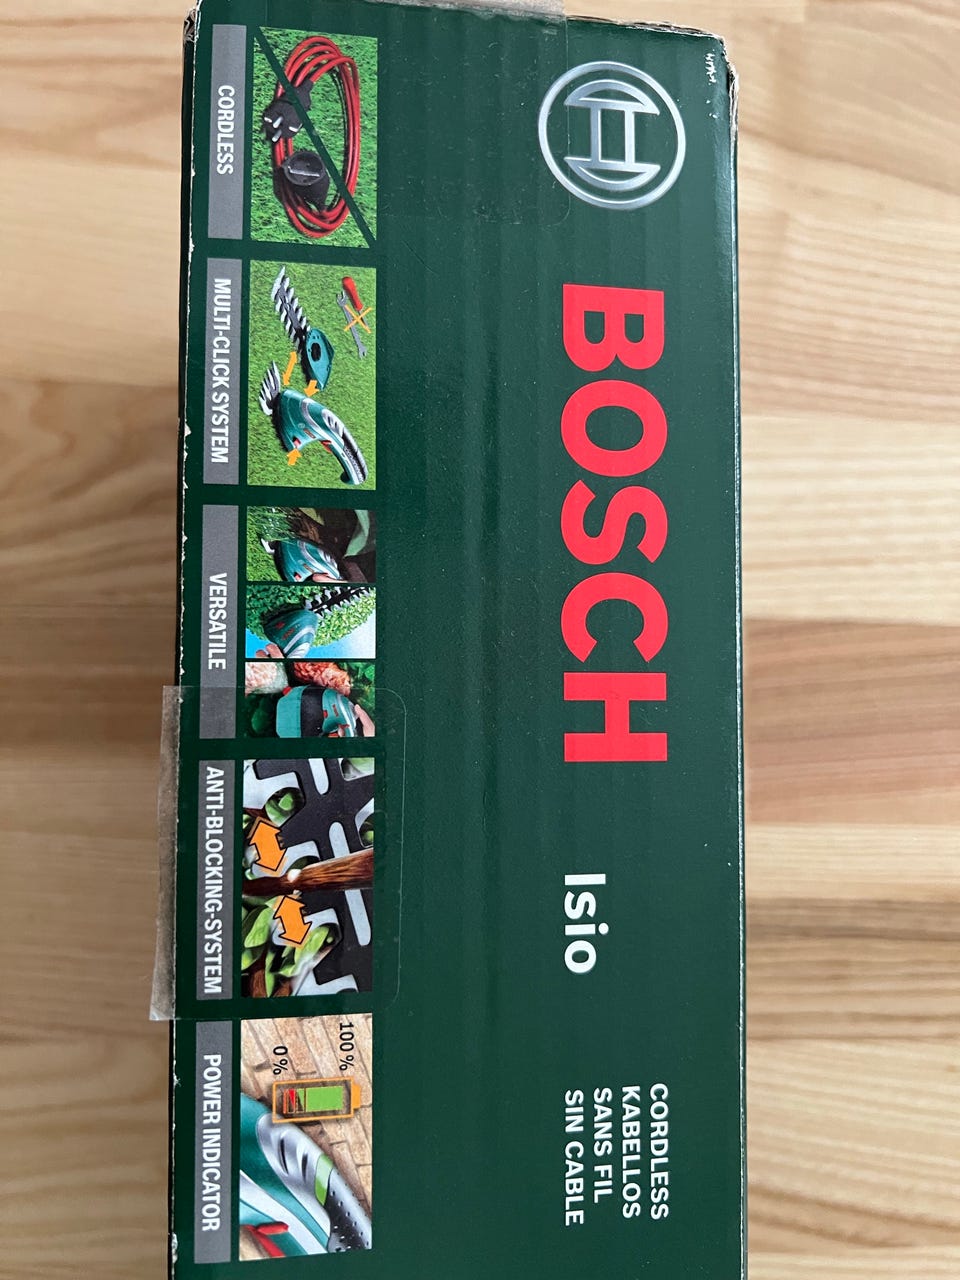 BOSCH
Isio
CORDLESS
KABELLOS
SANS FIL
SIN CABLE
CORDLESS
MULTI-CLICK SYSTEM
VERSATILE
ANTI-BLOCKING-SYSTEM
100 %
0 %
POWER INDICATOR